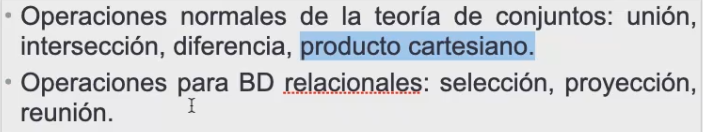 • Operaciones normales de la teoría de conjuntos: unión,
intersección, diferencia, producto cartesiano.
• Operaciones para BD relacionales: selección, proyección,
reunión.